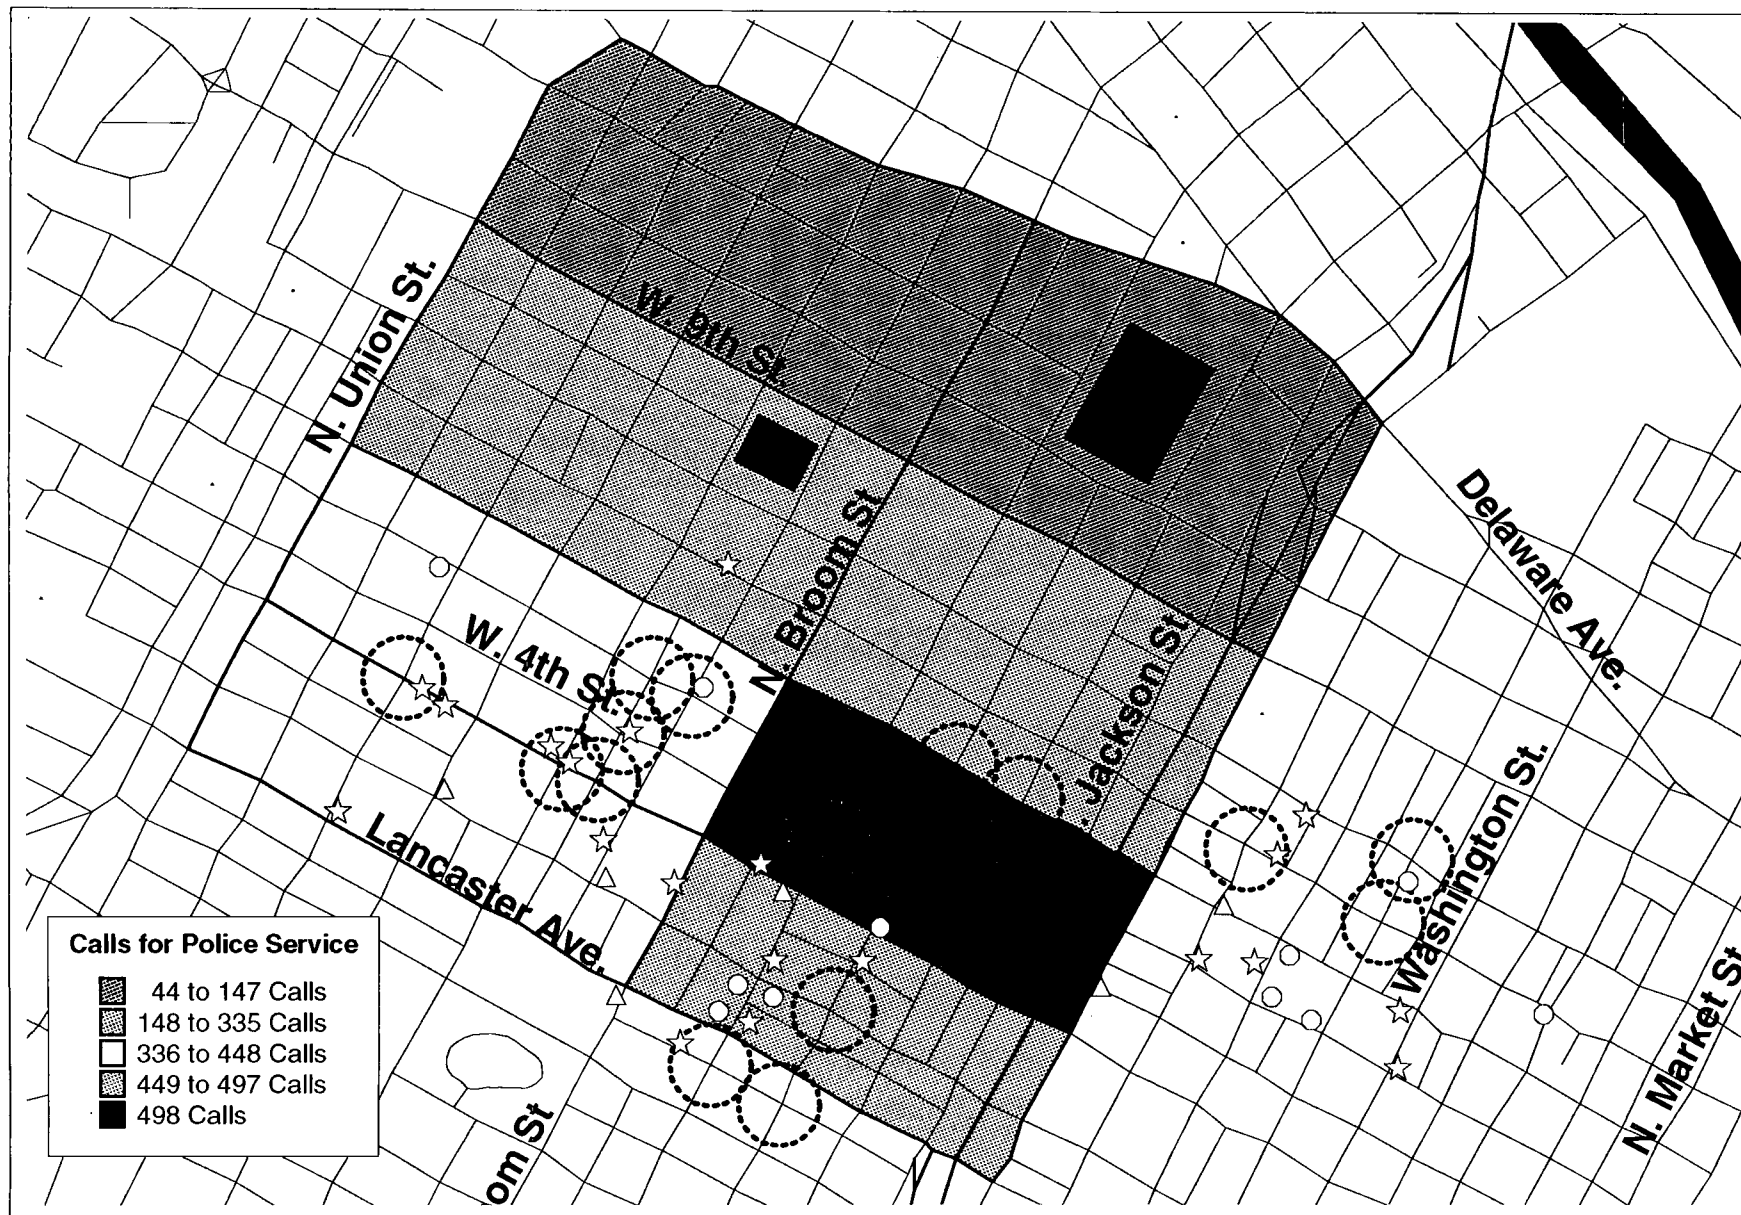 N. Union St.
W. 9th St.
N. Broom St
W. 4th St.
. Jackson St.
Delaware Ave.
Washington St.
Lancaster Ave.
N. Market St
om St
Calls for Police Service
44 to 147 Calls
148 to 335 Calls
336 to 448 Calls
449 to 497 Calls
498 Calls